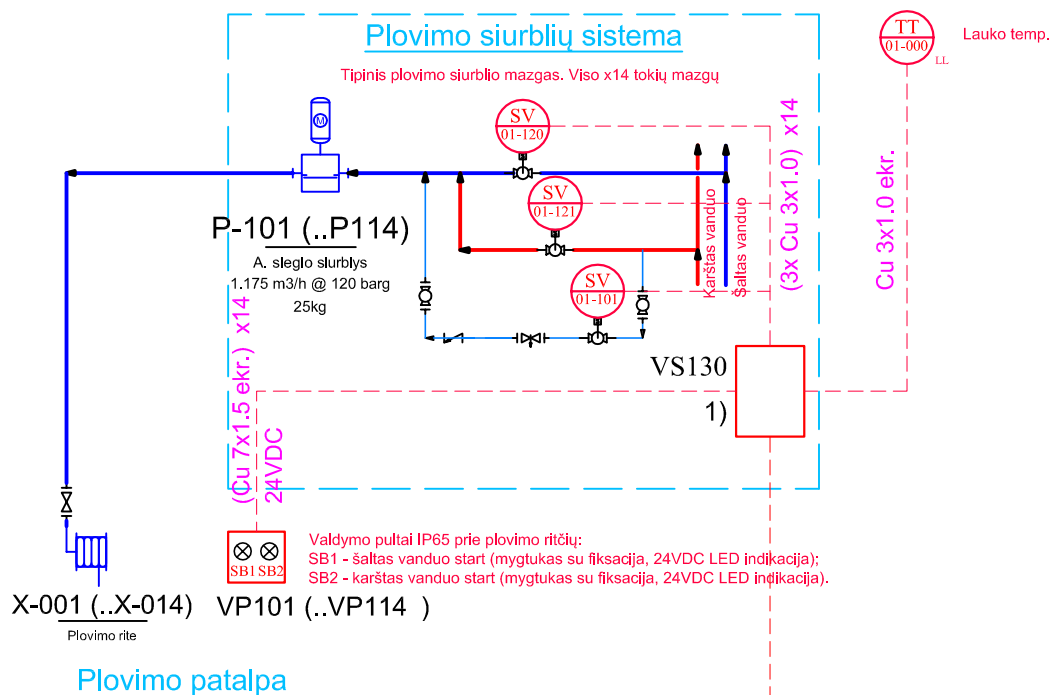 Plovimo siurblių sistema
Tipinis plovimo siurblio mazgas. Viso x14 tokių mazgų
TT
01-000
LL
Lauko temp.
SV
01-120
(3x Cu 3x1.0) x14
Cu 3x1.0 ekr.
M
SV
01-121
Karštas vanduo
Šaltas vanduo
P-101 (..P114)
A. slegio slurblys
1.175 m3/h @ 120 barg
25kg
SV
01-101
(Cu 7x1.5 ekr.) x14
24VDC
VS130
1)
SB1 SB2
Valdymo pultai IP65 prie plovimo ritčių:
SB1 - šaltas vanduo start (mygtukas su fiksacija, 24VDC LED indikacija);
SB2 - karštas vanduo start (mygtukas su fiksacija, 24VDC LED indikacija).
X-001 (..X-014)
Plovimo rite
VP101 (..VP114 )
Plovimo patalpa